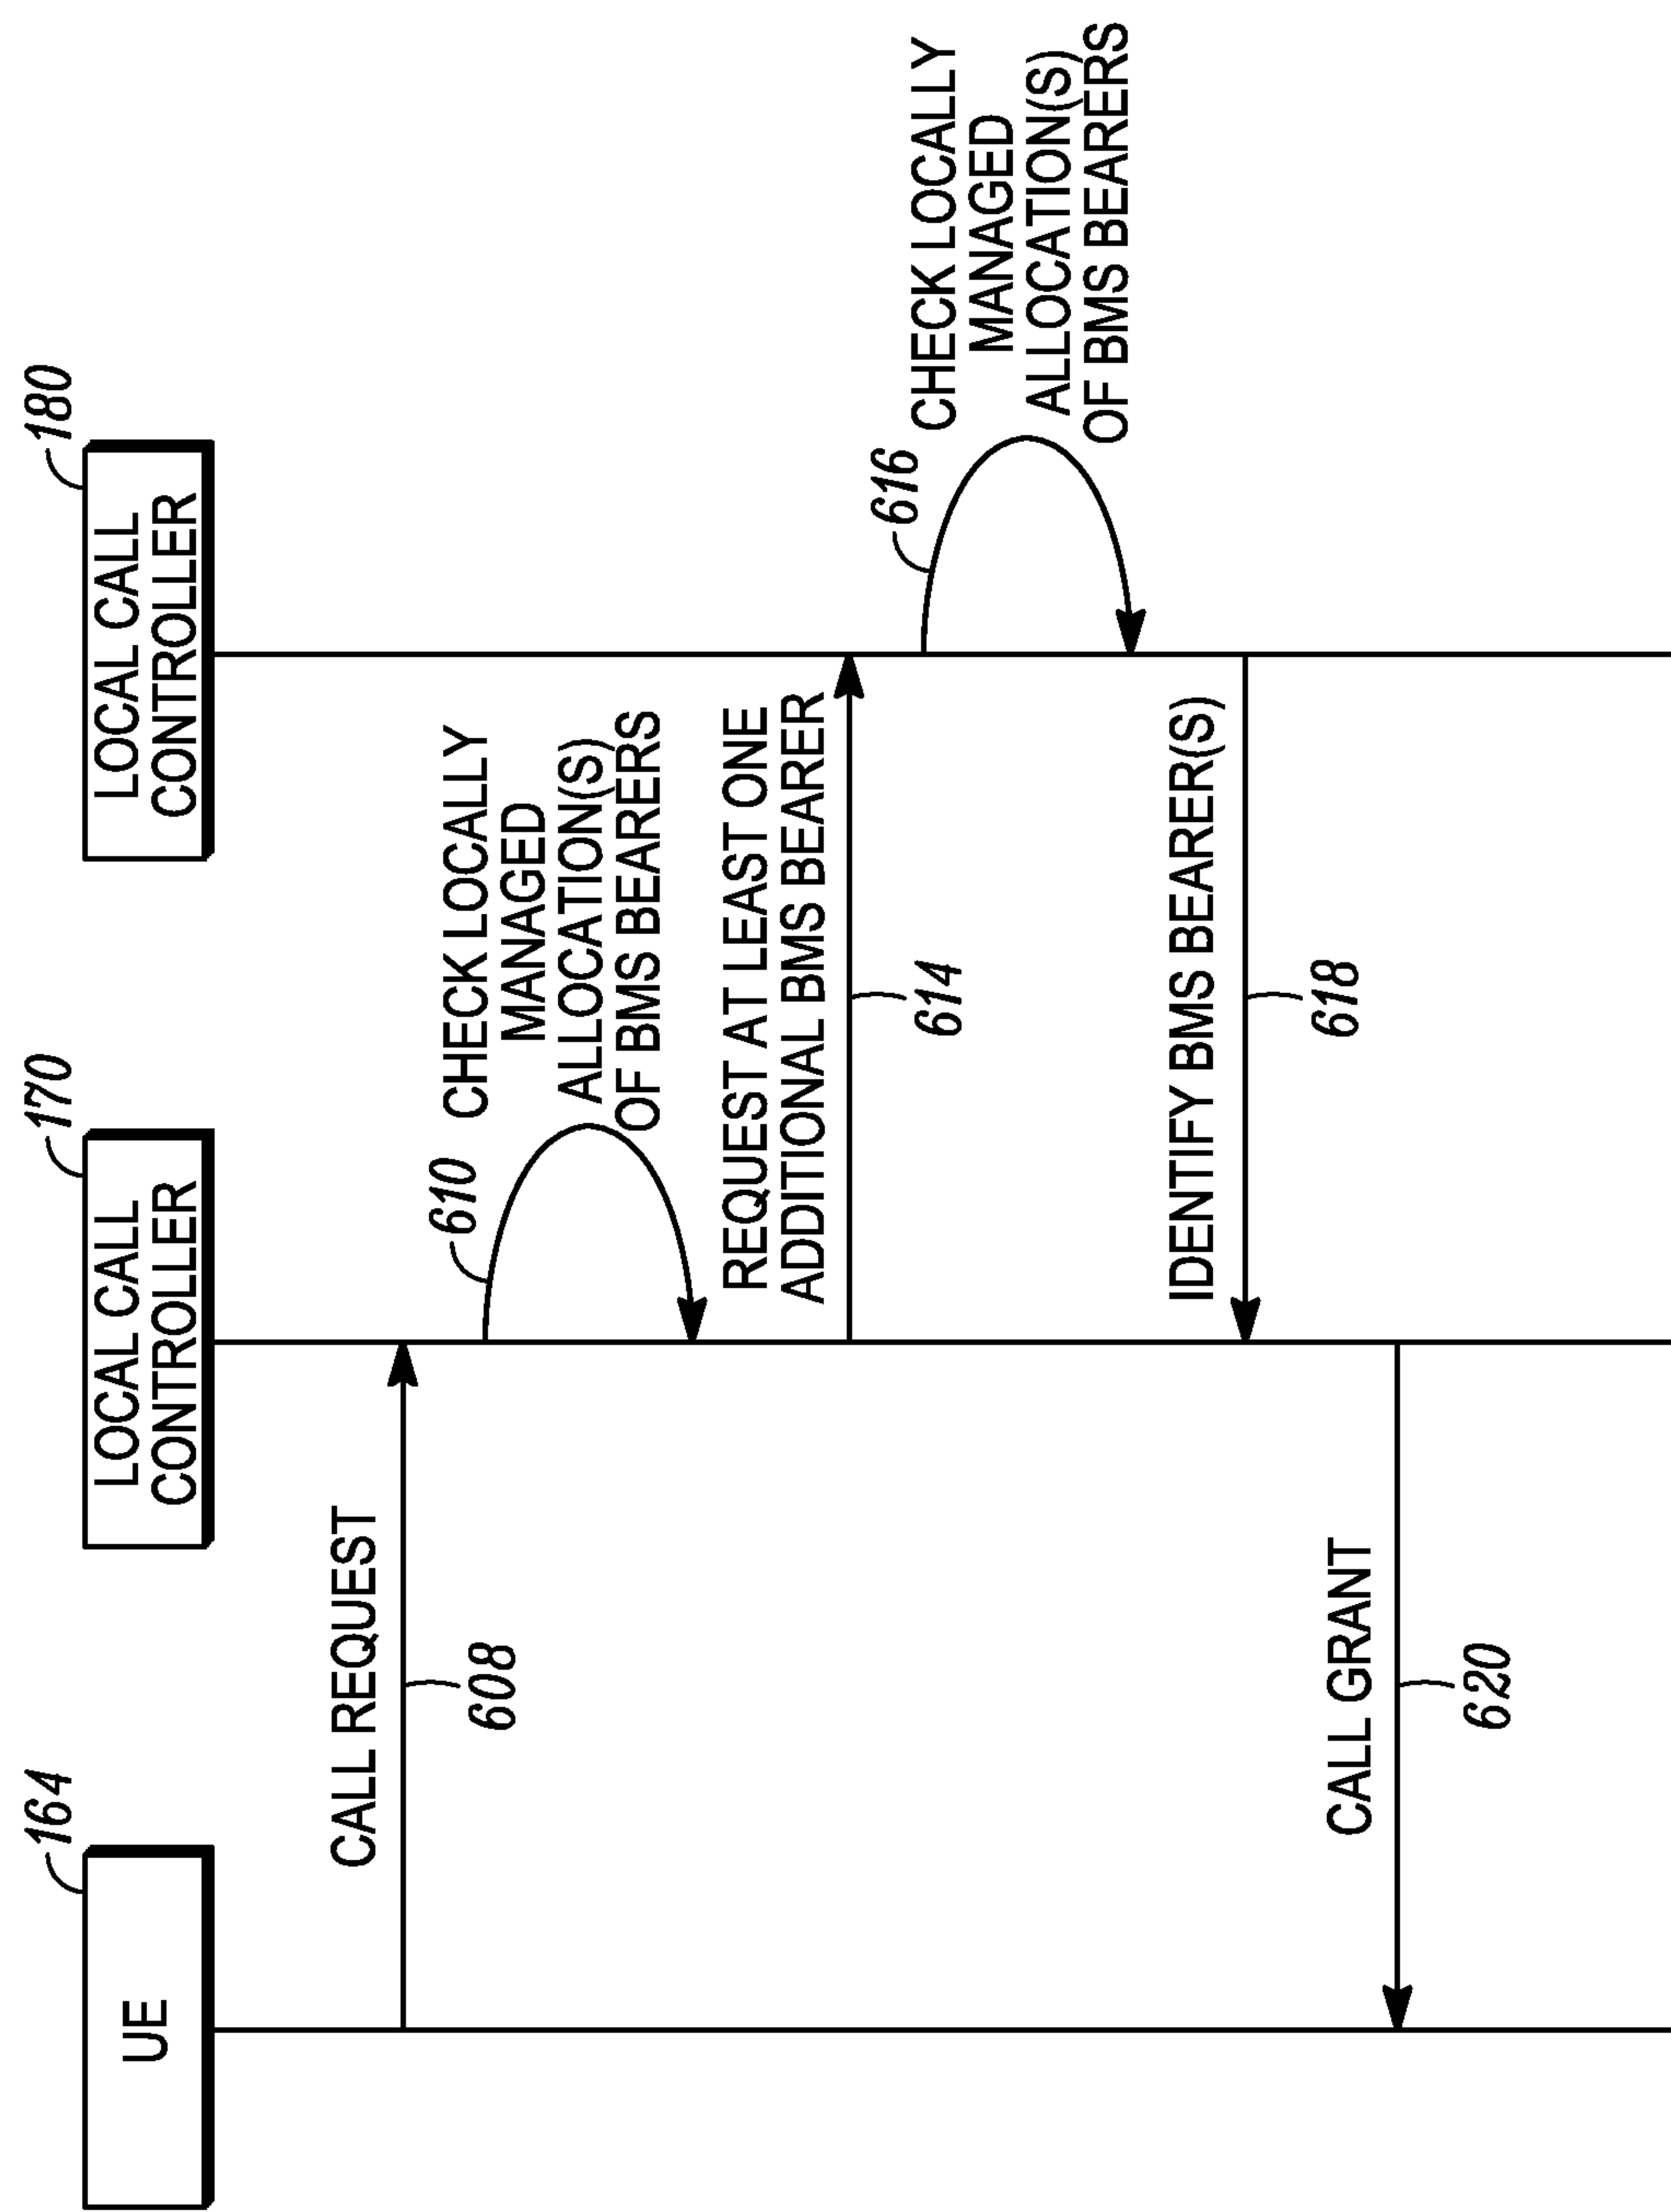 164
UE
170
LOCAL CALL
CONTROLLER
180
LOCAL CALL
CONTROLLER
CALL REQUEST
608
610
CHECK LOCALLY
MANAGED
ALLOCATION(S)
OF BMS BEARERS
REQUEST AT LEAST ONE
ADDITIONAL BMS BEARER
614
616
CHECK LOCALLY
MANAGED
ALLOCATION(S)
OF BMS BEARERS
IDENTIFY BMS BEARER(S)
618
CALL GRANT
620